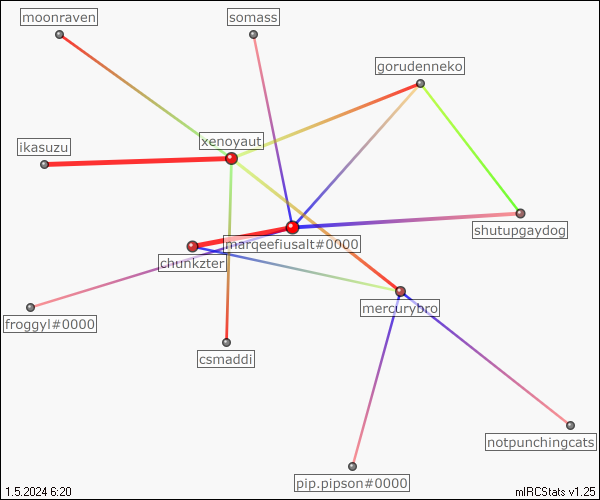 moonraven
somass
gorudenneko
xenoyaut
ikasuzu
shutupgaydog
marqeefiusalt#0000
chunkzter
mercurybro
froggyl#0000
csmaddi
notpunchingcats
pip.pipson#0000
1.5.2024 6:20
mIRCStats v1.25